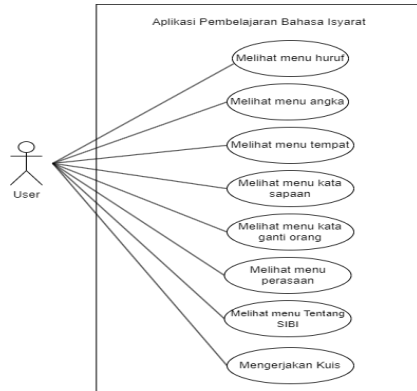 Aplikasi Pembelajaran Bahasa Isyarat
Melihat menu huruf
Melihat menu angka
Melihat menu tempat
Melihat menu kata
sapaan
Melihat menu kata
ganti orang
Melihat menu
perasaan
Melihat menu Tentang
SIBI
Mengerjakan Kuis
User